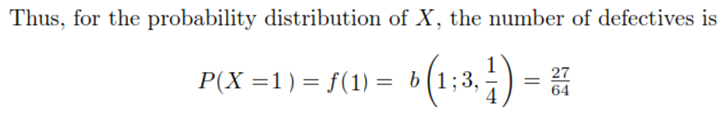 Thus, for the probability distribution of X, the number of defectives is
P(X =1 ) = f(1) = b(1;3, 1/4) = 27/64